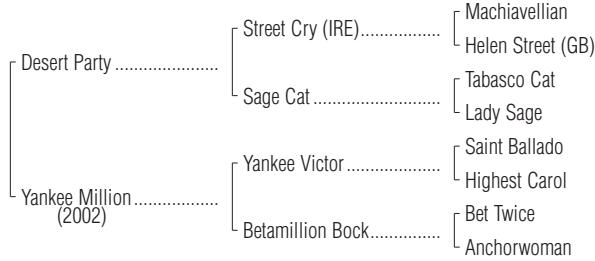 Machiavellian
Street Cry (IRE)....................
Helen Street (GB)
Desert Party ..........................
Tabasco Cat
Sage Cat ................................
Lady Sage
Saint Ballado
Yankee Victor .......................
Highest Carol
Yankee Million.....................
(2002)
Bet Twice
Betamillion Bock.................
Anchorwoman